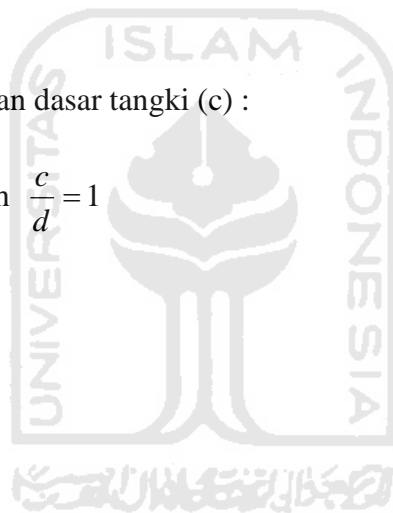 ISLAM
an dasar tangki (c) :
n c/d = 1
UNIVERSITAS
INDONESIA